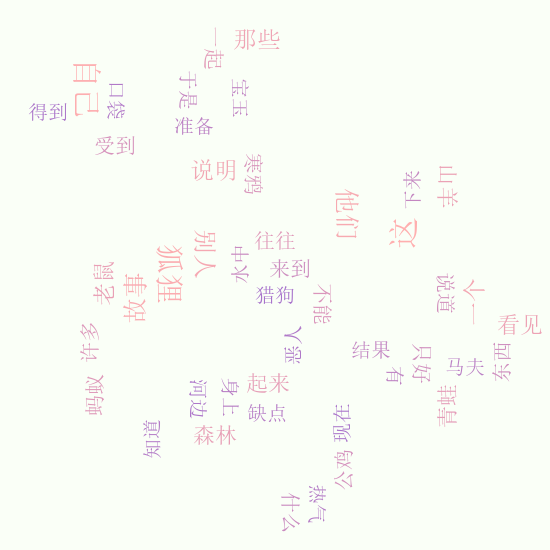 一起
那些
自己
口袋
得到
于是
宝玉
准备
受到
说明
寒鸦
下来
山羊
他们
这
别人
往往
水中
来到
狐狸
老鼠
故事
猎狗
不能
说道
一个
看见
许多
恶人
结果
只好
有
马夫
东西
蚂蚁
河边
身上
起来
缺点
青蛙
知道
森林
现在
公鸡
什么
热气